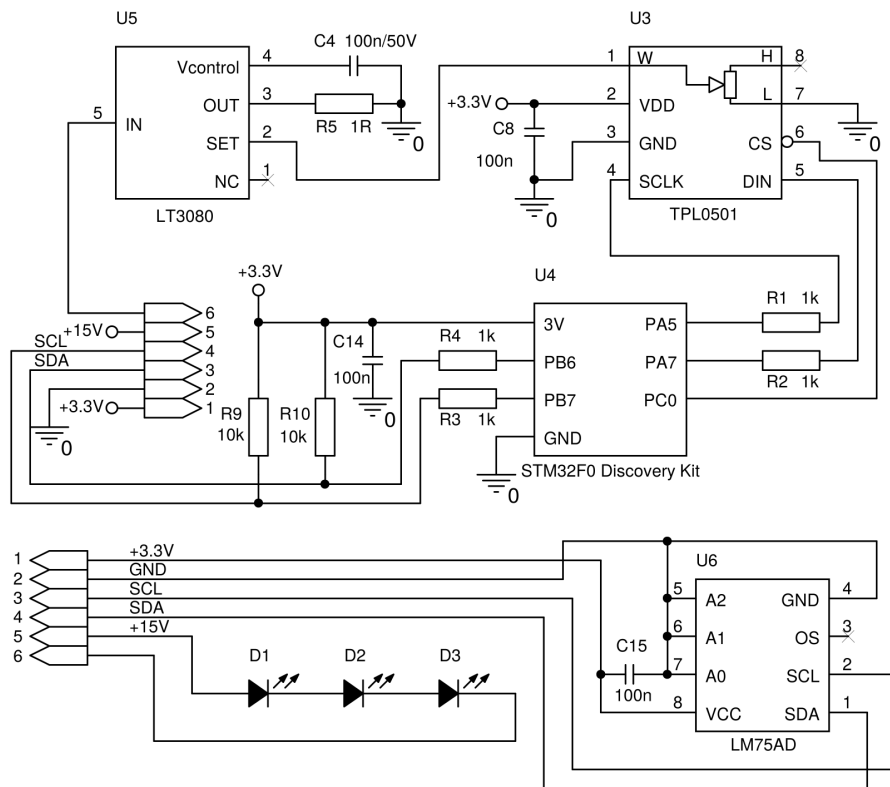 U5
C4 100n/50V
Vcontrol 4
OUT 3
R5 1R
0
5 IN
SET 2
NC 1
LT3080
U3
1 W
H 8
+3.3V
2 VDD
L 7
C8
100n
3 GND
CS 6
0
4 SCLK
DIN 5
0
TPL0501
+3.3V
6
+15V 5
SCL 4
SDA 3
2
+3.3V 1
0
R9
10k
R10
10k
C14
100n
0
R4 1k
R3 1k
U4
3V
PA5
PB6
PA7
PB7
PC0
GND
0
STM32F0 Discovery Kit
R1 1k
R2 1k
1 +3.3V
2 GND
3 SCL
4 SDA
5 +15V
6
D1
D2
D3
C15
100n
U6
5 A2
GND 4
6 A1
OS 3
7 A0
SCL 2
8 VCC
SDA 1
LM75AD